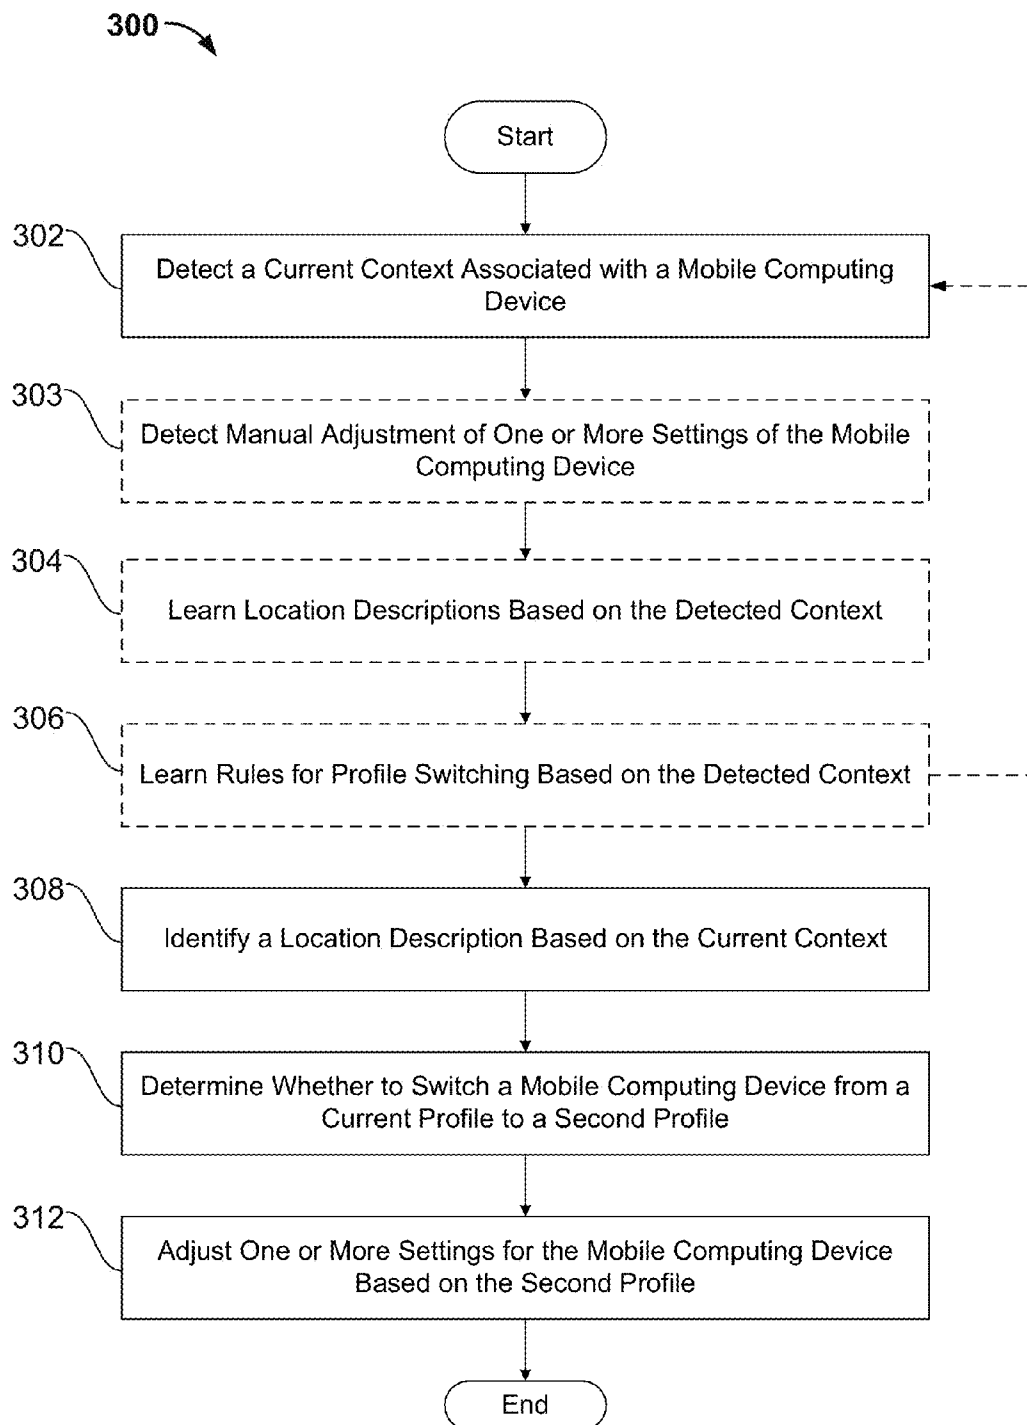 300
Start
302
Detect a Current Context Associated with a Mobile Computing
Device
303
Detect Manual Adjustment of One or More Settings of the Mobile
Computing Device
304
Learn Location Descriptions Based on the Detected Context
306
Learn Rules for Profile Switching Based on the Detected Context
308
Identify a Location Description Based on the Current Context
310
Determine Whether to Switch a Mobile Computing Device from a
Current Profile to a Second Profile
312
Adjust One or More Settings for the Mobile Computing Device
Based on the Second Profile
End